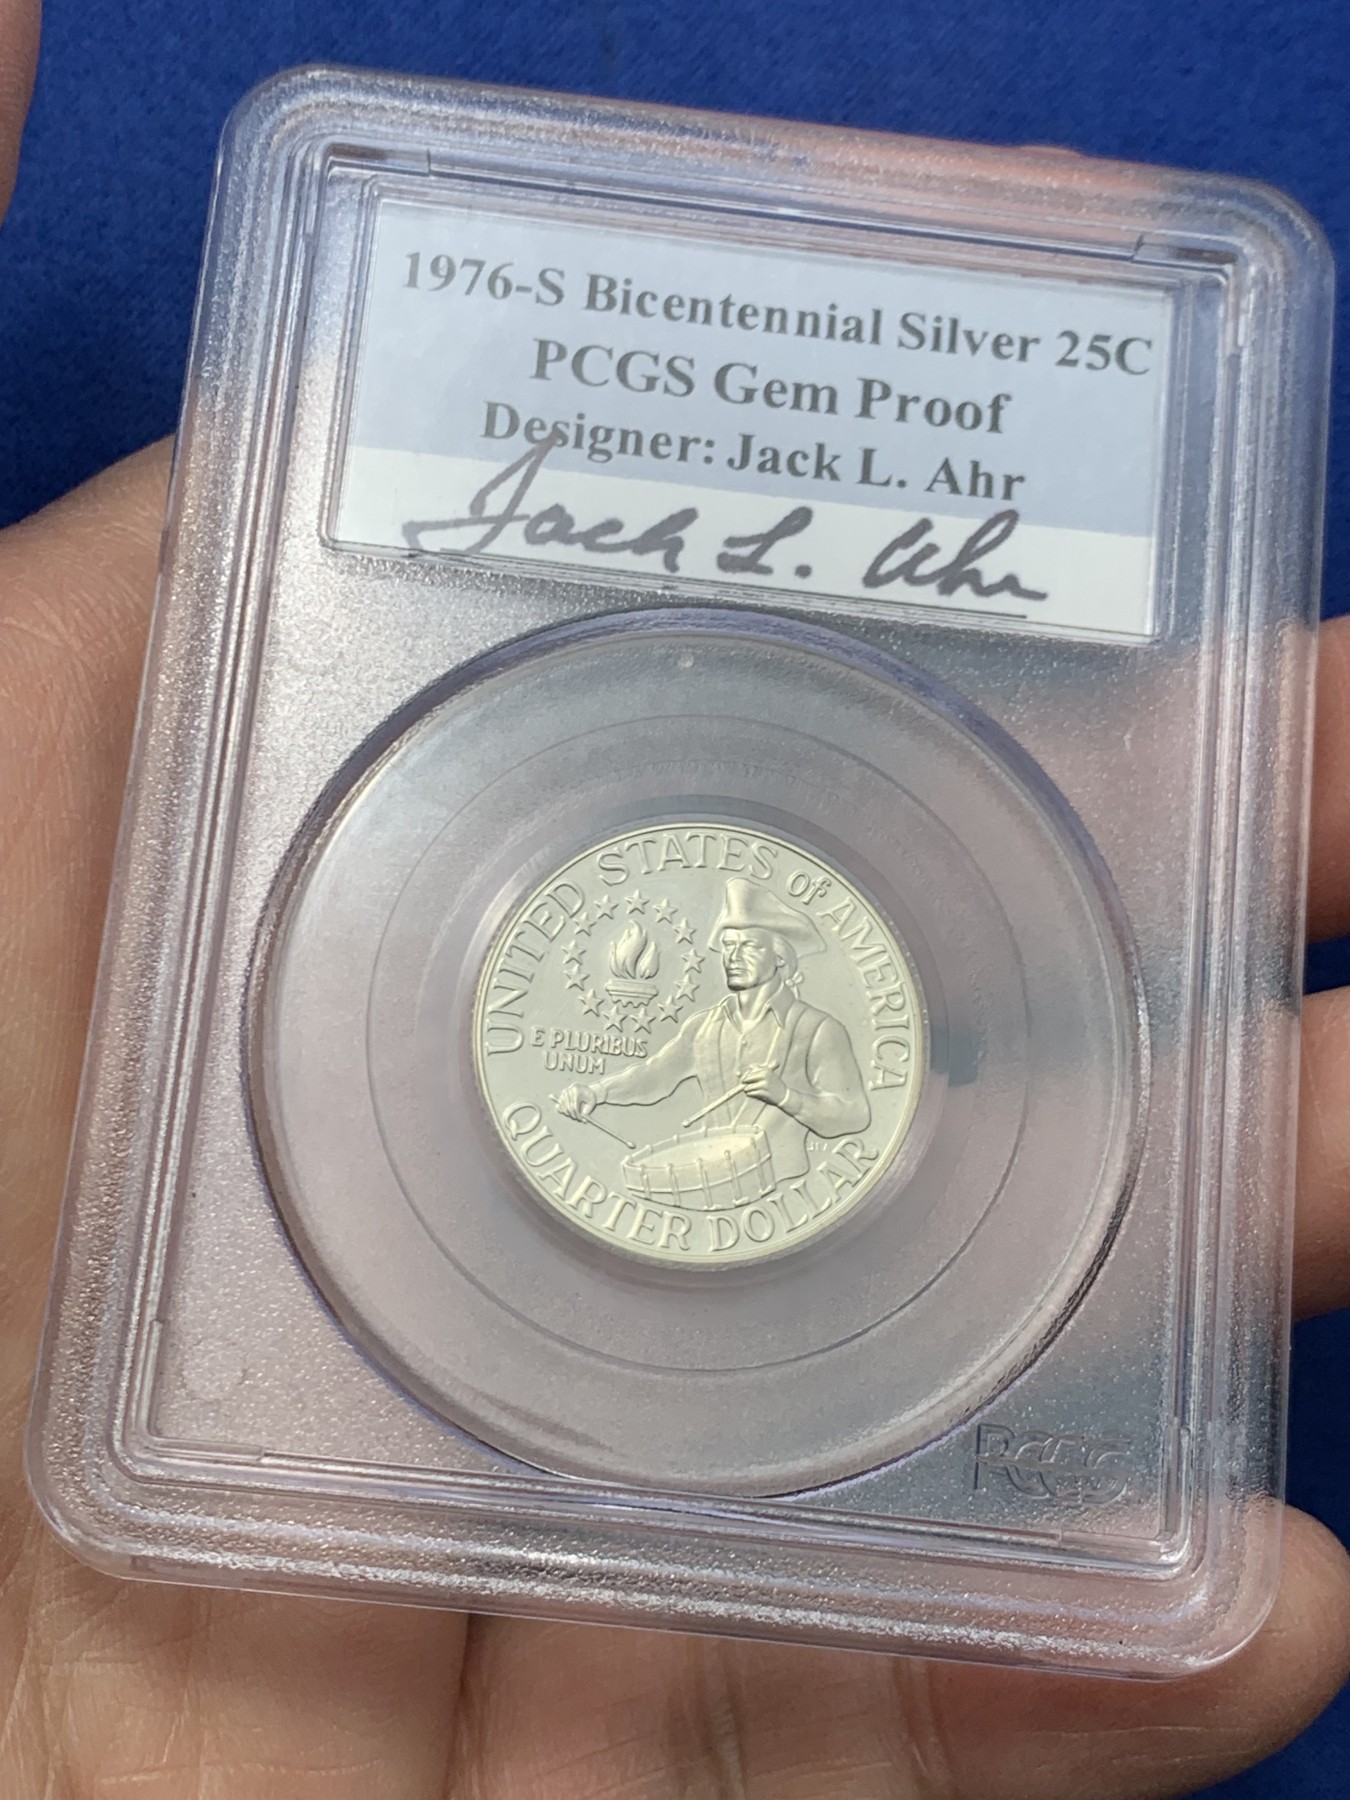 1976-S Bicentennial Silver 25C
PCGS Gem Proof
Designer: Jack L. Ahr
Jack L. Ahr
UNITED STATES of AMERICA
E PLURIBUS
UNUM
QUARTER DOLLAR
PCGS